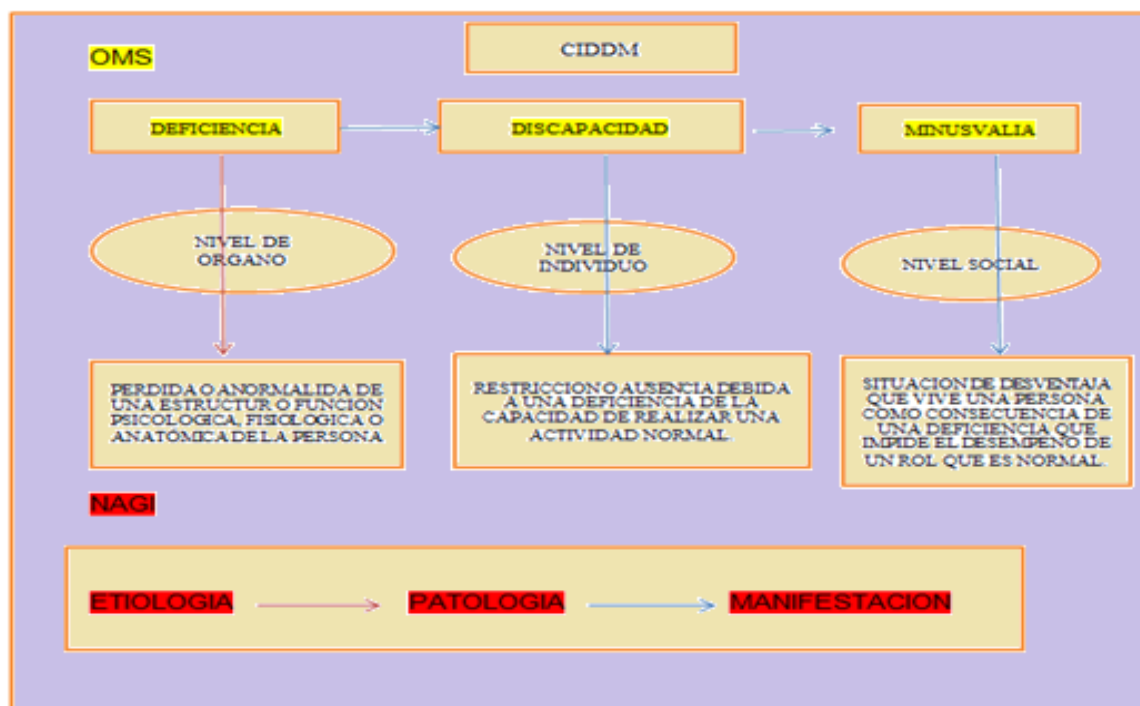 CIDDM
OMS
DEFICIENCIA
DISCAPACIDAD
MINUSVALIA
NIVEL DE
ORGANO
NIVEL DE
INDIVIDUO
NIVEL SOCIAL
PERDIDA O ANORMALIDA DE
UNA ESTRUCTUR O FUNCIÓN
PSICOLOGICA, FISIOLOGICA O
ANATÓMICA DE LA PERSONA
RESTRICCION O AUSENCIA DEBIDA
A UNA DEFICIENCIA DE LA
CAPACIDAD DE REALIZAR UNA
ACTIVIDAD NORMAL.
SITUACION DE DESVENTAJA
QUE VIVE UNA PERSONA
COMO CONSECUENCIA DE
UNA DEFICIENCIA QUE
IMPIDE EL DESEMPEÑO DE
UN ROL QUE ES NORMAL.
NAGI
ETIOLOGIA
PATOLOGIA
MANIFESTACION